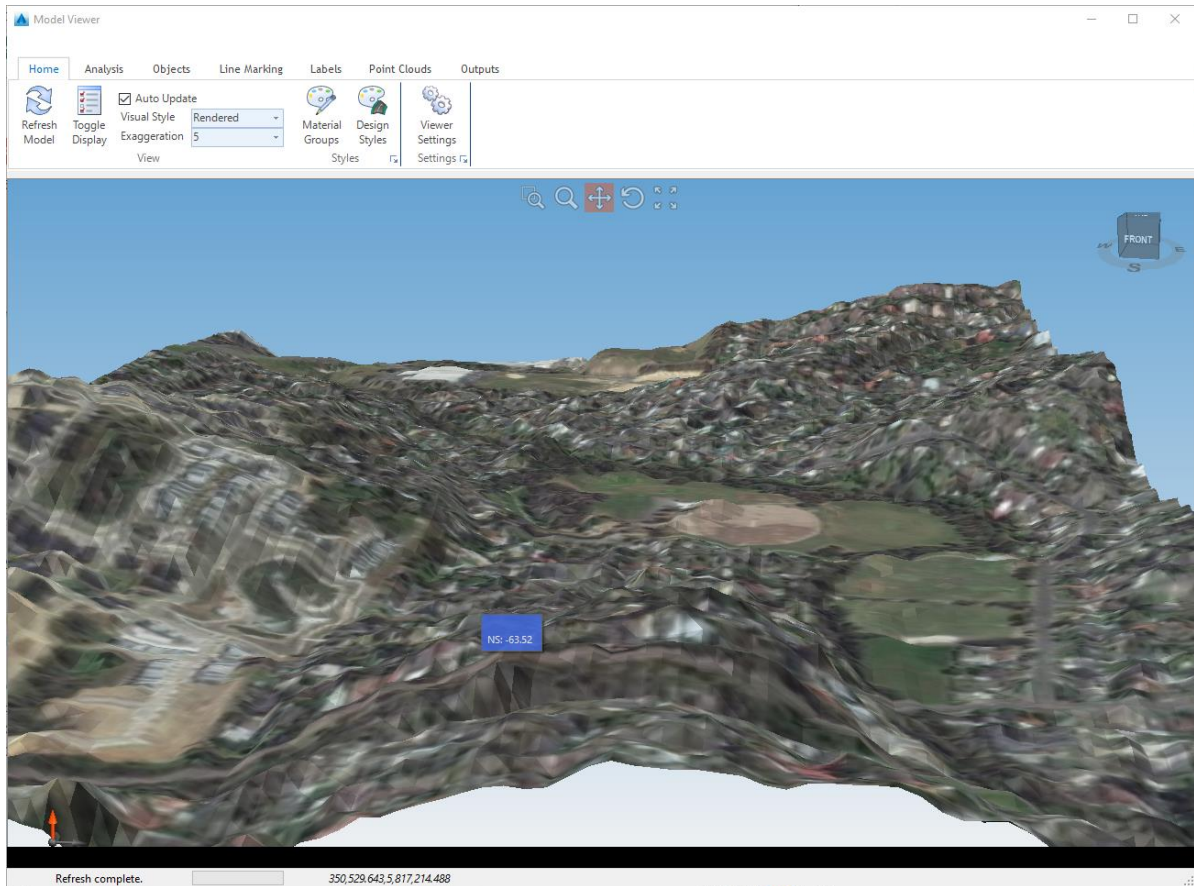 Model Viewer
Home Analysis Objects Line Marking Labels Point Clouds Outputs
Refresh Model
Toggle Display
Auto Update
Visual Style Rendered
Exaggeration 5
View
Material Groups
Design Styles
Styles
Viewer Settings
Settings
FRONT
W
E
S
NS: -63.52
Refresh complete.
350,529.643,5,817,214.488